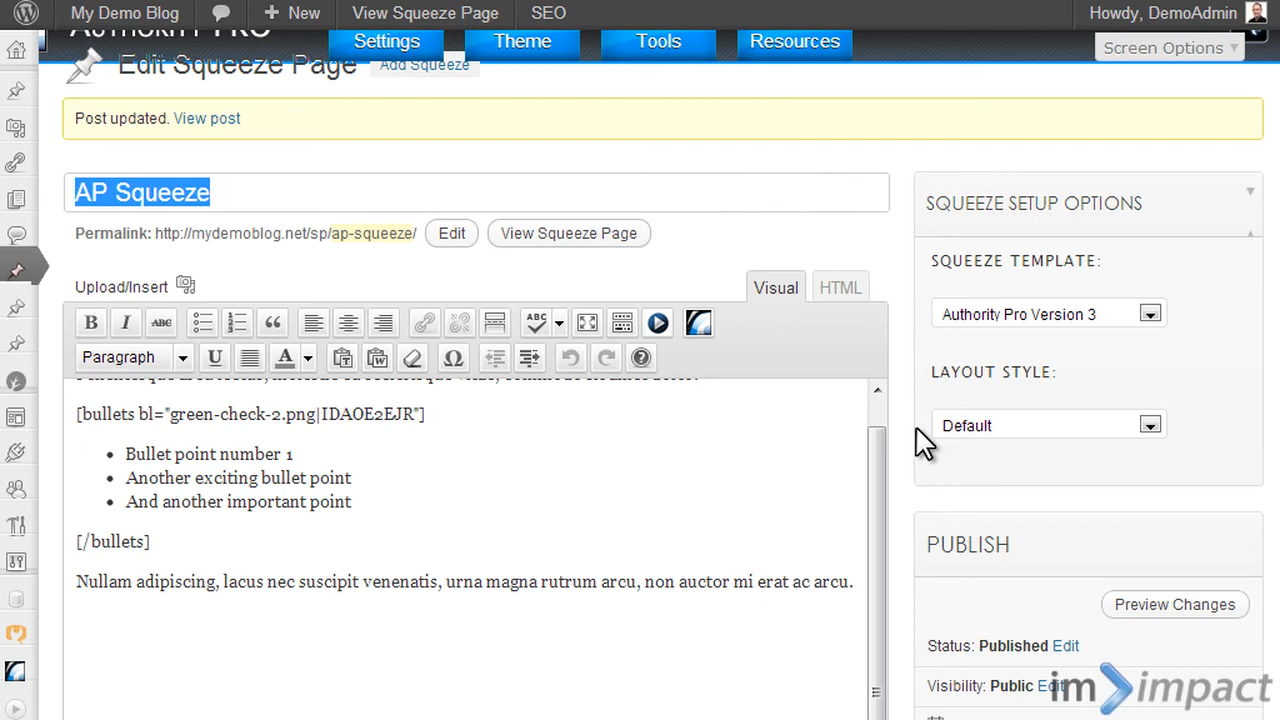 My Demo Blog + New View Squeeze Page SEO Howdy, DemoAdmin
AUTHORITY PRO Settings Theme Tools Resources Screen Options
Edit Squeeze Page Add Squeeze
Post updated. View post
AP Squeeze
Permalink: http://mydemoblog.net/sp/ap-squeeze/ Edit View Squeeze Page
Upload/Insert Visual HTML
B I ABC ABC
Paragraph U A Ω
[bullets bl="green-check-2.png|IDAOE2EJR"]
• Bullet point number 1
• Another exciting bullet point
• And another important point
[/bullets]
Nullam adipiscing, lacus nec suscipit venenatis, urna magna rutrum arcu, non auctor mi erat ac arcu.
SQUEEZE SETUP OPTIONS
SQUEEZE TEMPLATE:
Authority Pro Version 3
LAYOUT STYLE:
Default
PUBLISH
Preview Changes
Status: Published Edit
Visibility: Public Edit
im impact